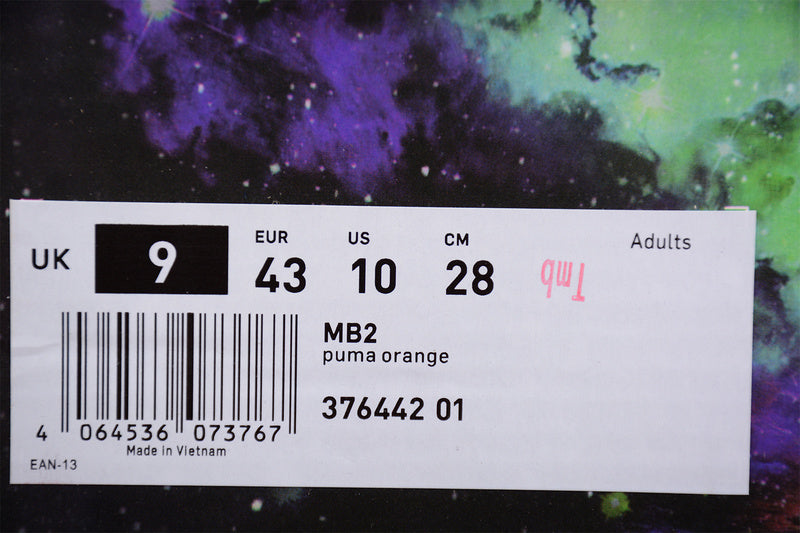 UK 9 EUR 43 US 10 CM 28 Adults
Tmb
MB2
puma orange
376442 01
4 064536 073767
Made in Vietnam
EAN-13